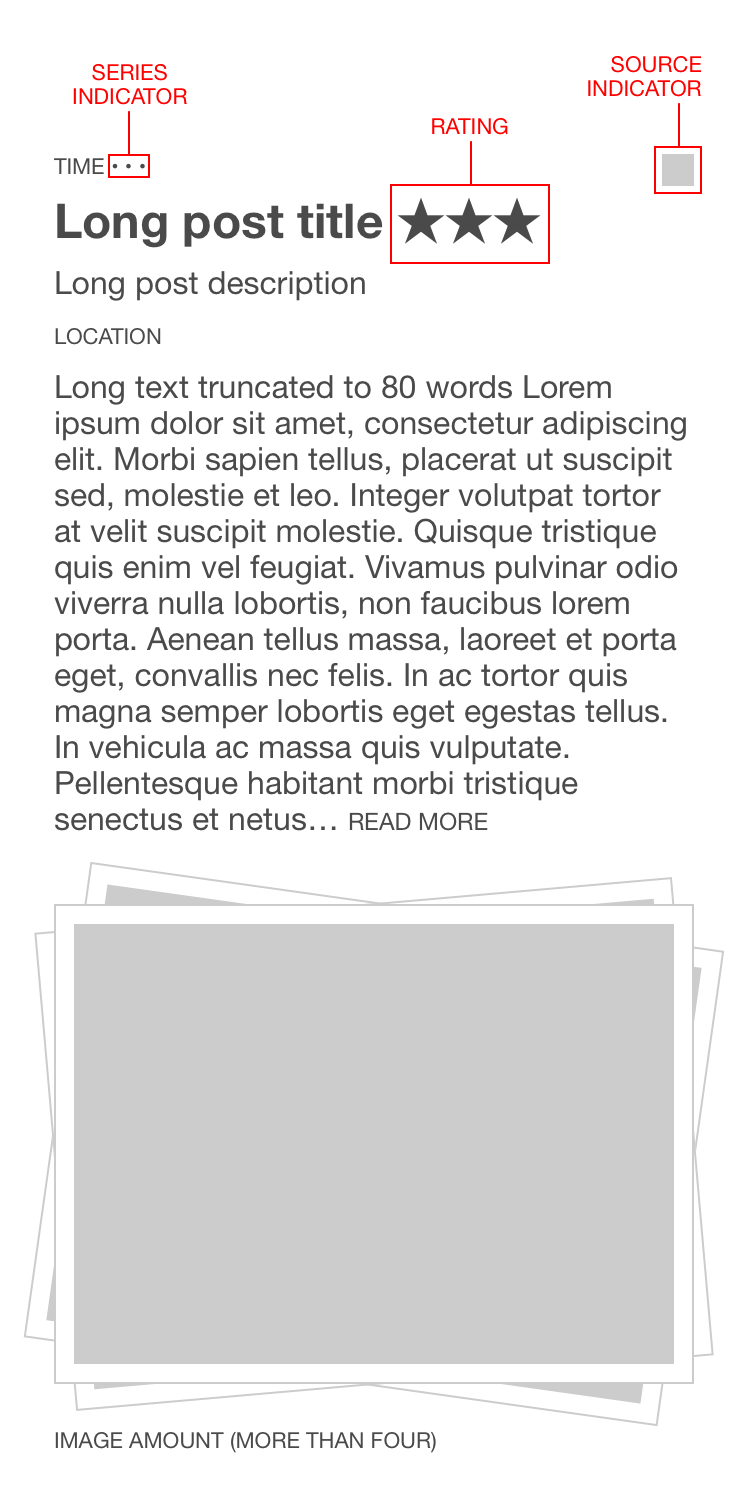 SERIES
INDICATOR
SOURCE
INDICATOR
RATING
TIME •••
Long post title ★★★
Long post description
LOCATION
Long text truncated to 80 words Lorem
ipsum dolor sit amet, consectetur adipiscing
elit. Morbi sapien tellus, placerat ut suscipit
sed, molestie et leo. Integer volutpat tortor
at velit suscipit molestie. Quisque tristique
quis enim vel feugiat. Vivamus pulvinar odio
viverra nulla lobortis, non faucibus lorem
porta. Aenean tellus massa, laoreet et porta
eget, convallis nec felis. In ac tortor quis
magna semper lobortis eget egestas tellus.
In vehicula ac massa quis vulputate.
Pellentesque habitant morbi tristique
senectus et netus… READ MORE
IMAGE AMOUNT (MORE THAN FOUR)